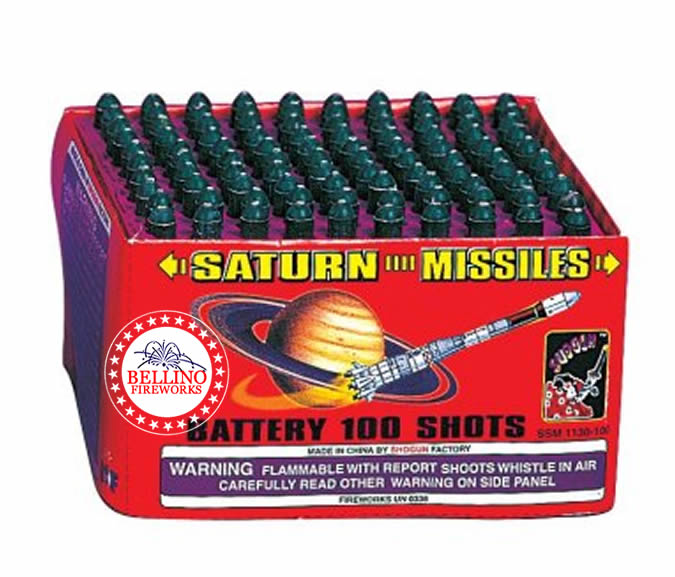 SATURN MISSILES
SHOGUN
BELLINO
FIREWORKS
BATTERY 100 SHOTS
SSM 1130-100
MADE IN CHINA BY SHOGUN FACTORY
WARNING FLAMMABLE WITH REPORT SHOOTS WHISTLE IN AIR
CAREFULLY READ OTHER WARNING ON SIDE PANEL
FIREWORKS UN 0336